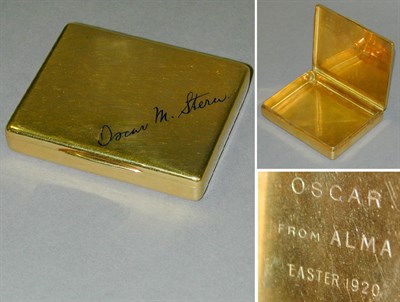 Oscar M. Stern.
OSCAR
FROM ALMA
EASTER 1920